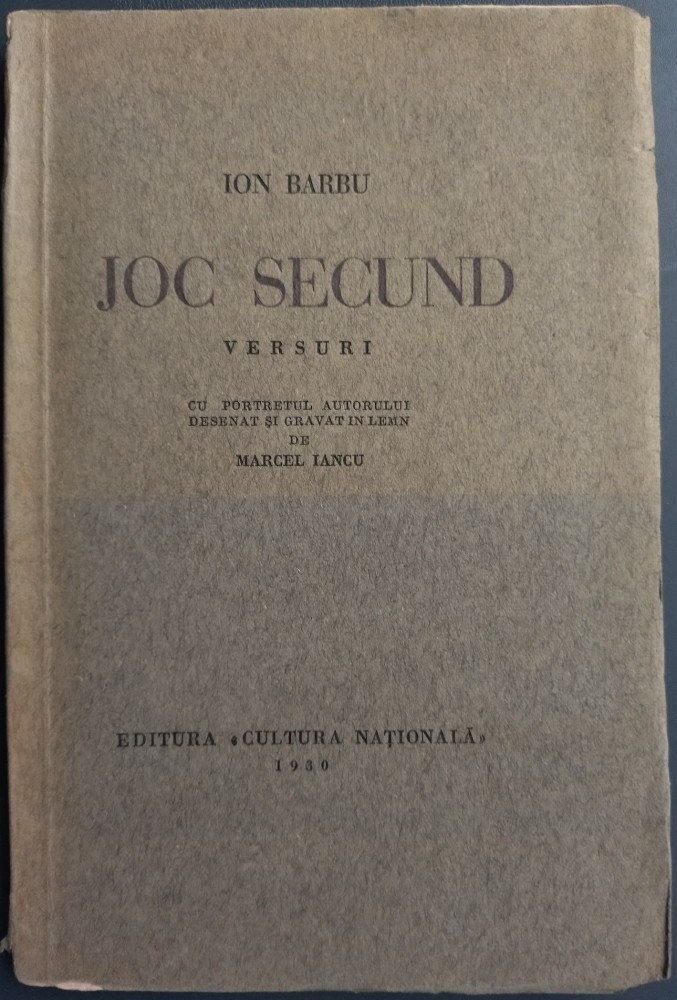 ION BARBU
JOC SECUND
VERSURI
CU PORTRETUL AUTORULUI
DESENAT ȘI GRAVAT IN LEMN
DE
MARCEL IANCU
EDITURA «CULTURA NAȚIONALĂ»
1930